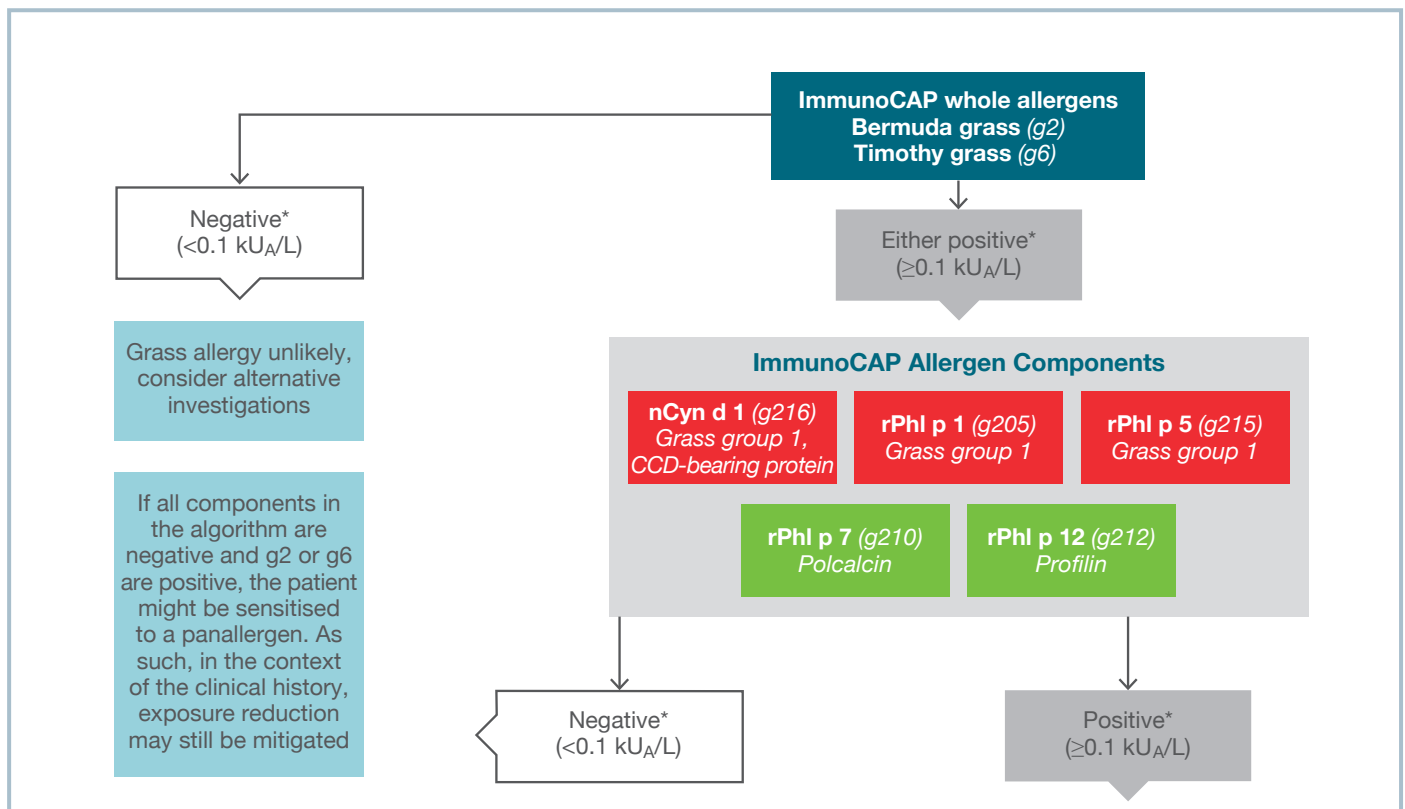 ImmunoCAP whole allergens
Bermuda grass (g2)
Timothy grass (g6)
Negative*
(<0.1 kUA/L)
Either positive*
(≥0.1 kUA/L)
Grass allergy unlikely,
consider alternative
investigations
ImmunoCAP Allergen Components
nCyn d 1 (g216)
Grass group 1,
CCD-bearing protein
rPhl p 1 (g205)
Grass group 1
rPhl p 5 (g215)
Grass group 1
rPhl p 7 (g210)
Polcalcin
rPhl p 12 (g212)
Profilin
If all components in
the algorithm are
negative and g2 or g6
are positive, the patient
might be sensitised
to a panallergen. As
such, in the context
of the clinical history,
exposure reduction
may still be mitigated
Negative*
(<0.1 kUA/L)
Positive*
(≥0.1 kUA/L)